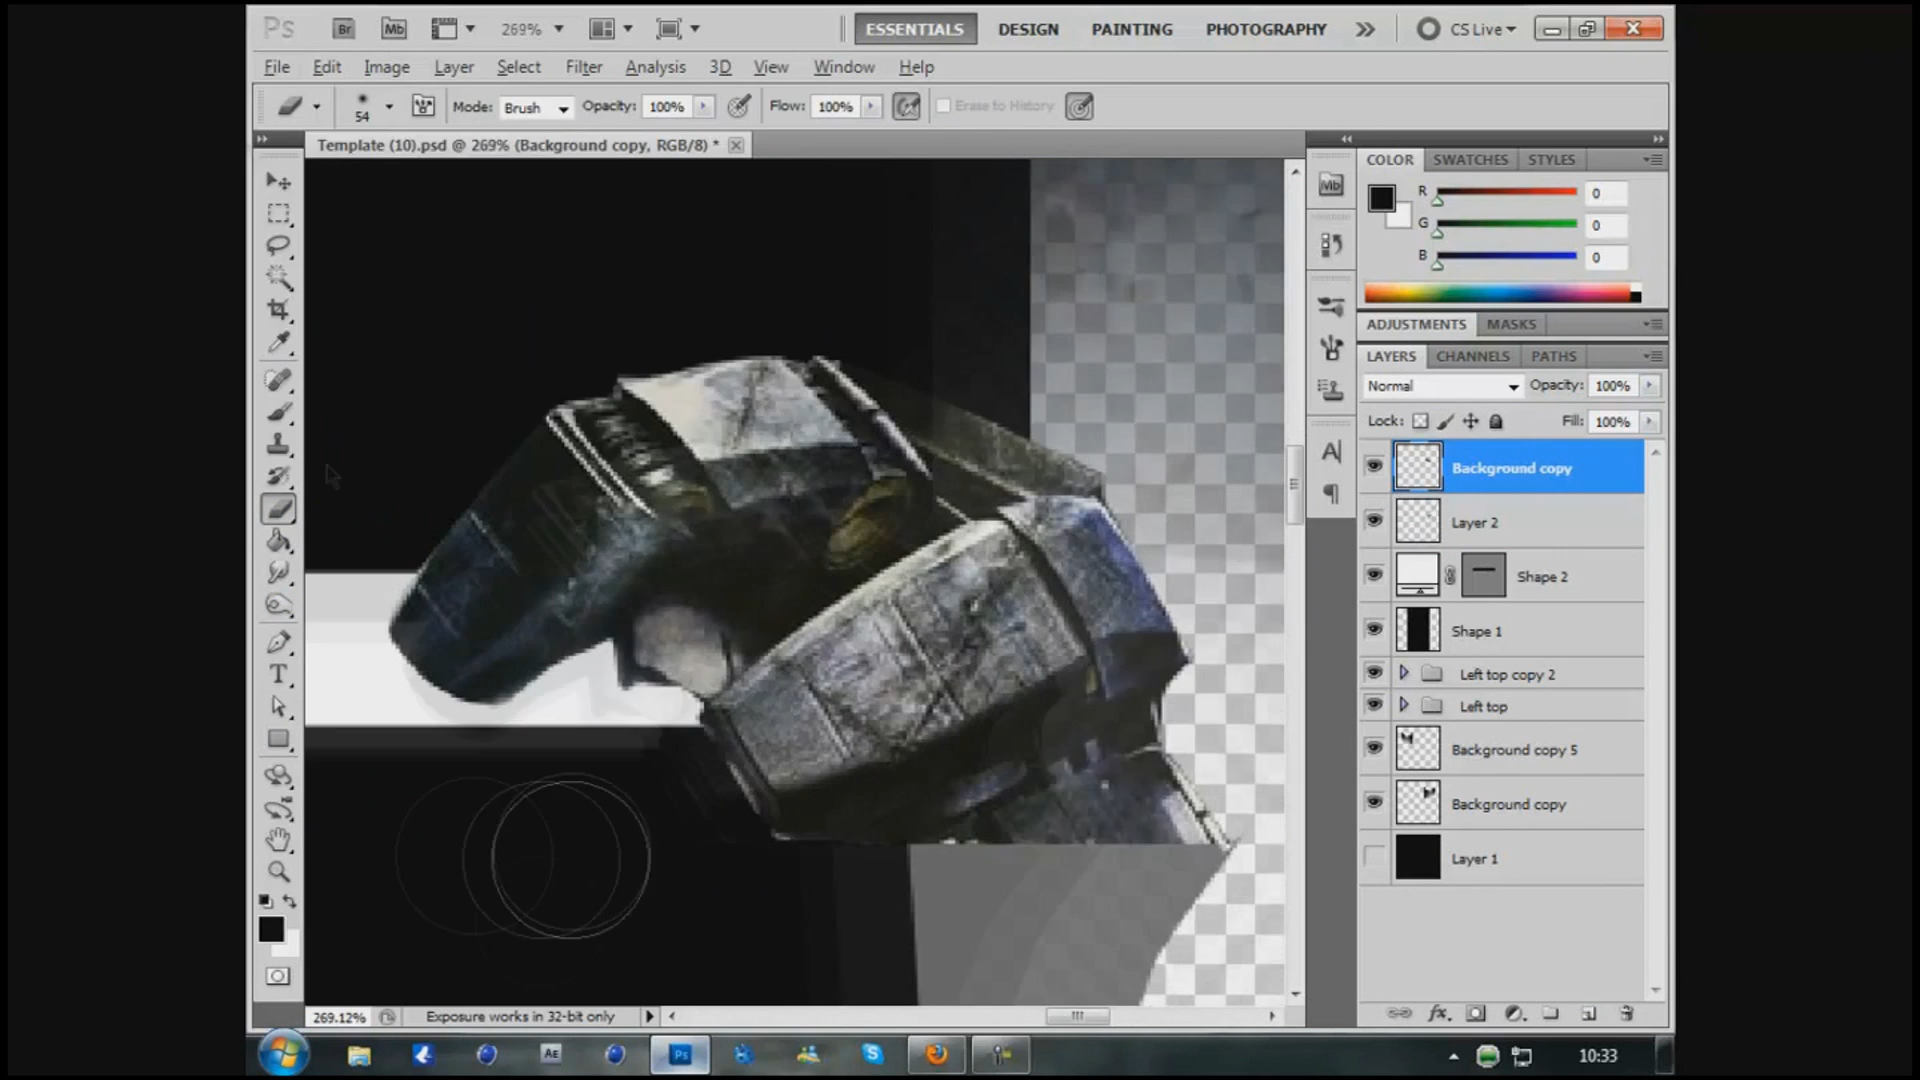 Ps Br Mb 269% ESSENTIALS DESIGN PAINTING PHOTOGRAPHY CS Live
File Edit Image Layer Select Filter Analysis 3D View Window Help
54 Mode: Brush Opacity: 100% Flow: 100% Erase to History
Template (10).psd @ 269% (Background copy, RGB/8) *
COLOR SWATCHES STYLES
Mb
R 0
G 0
B 0
ADJUSTMENTS MASKS
LAYERS CHANNELS PATHS
Normal Opacity: 100%
Lock: Fill: 100%
Background copy
Layer 2
Shape 2
Shape 1
Left top copy 2
Left top
Background copy 5
Background copy
Layer 1
269.12% Exposure works in 32-bit only
AE Ps 10:33